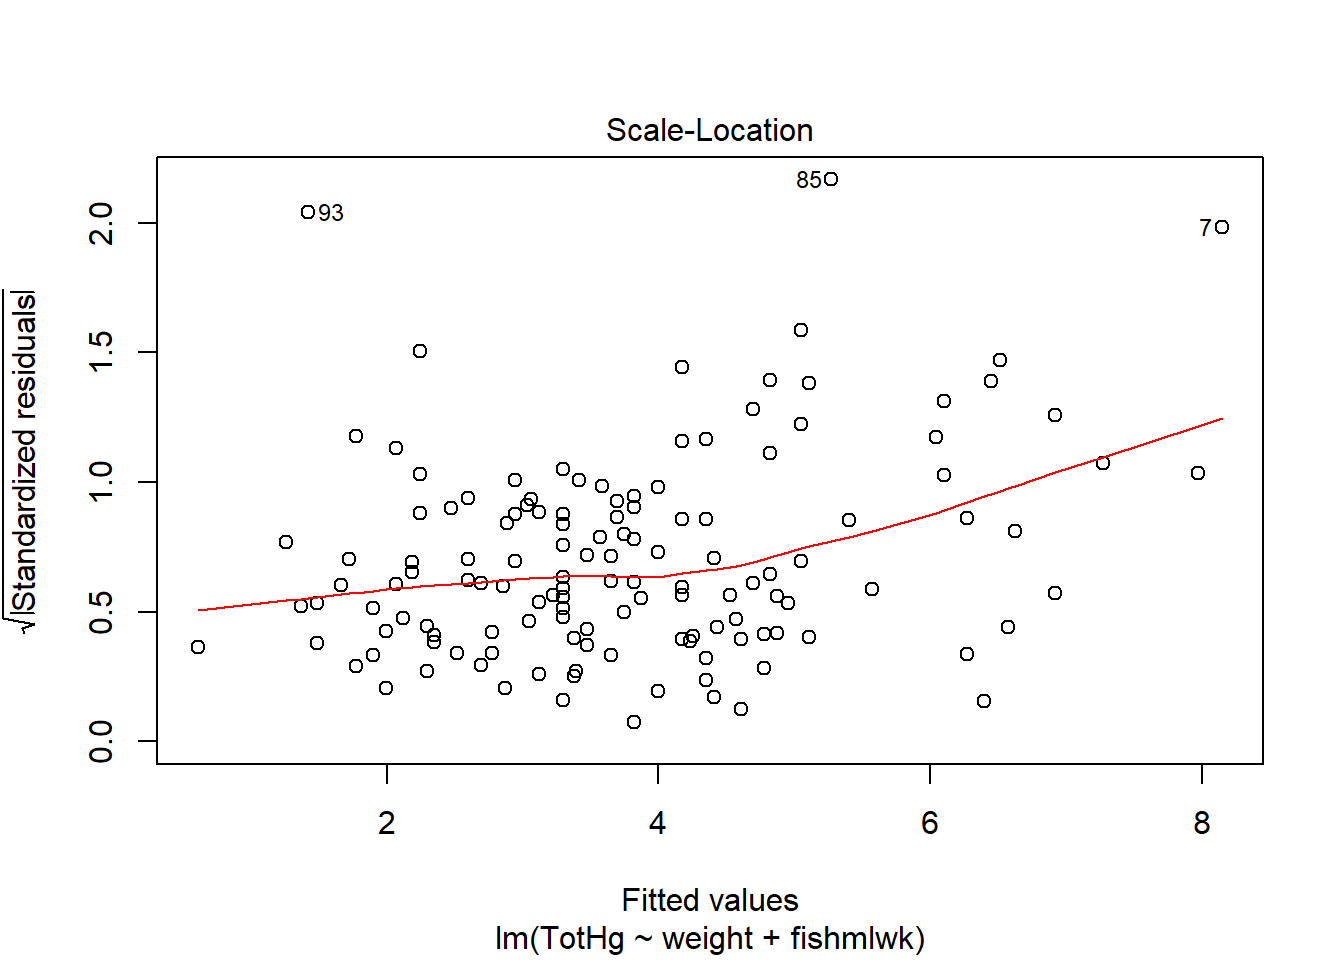 Scale-Location
√|Standardized residuals|
2.0
1.5
1.0
0.5
0.0
93
85
7
2 4 6 8
Fitted values
lm(TotHg ~ weight + fishmlwk)